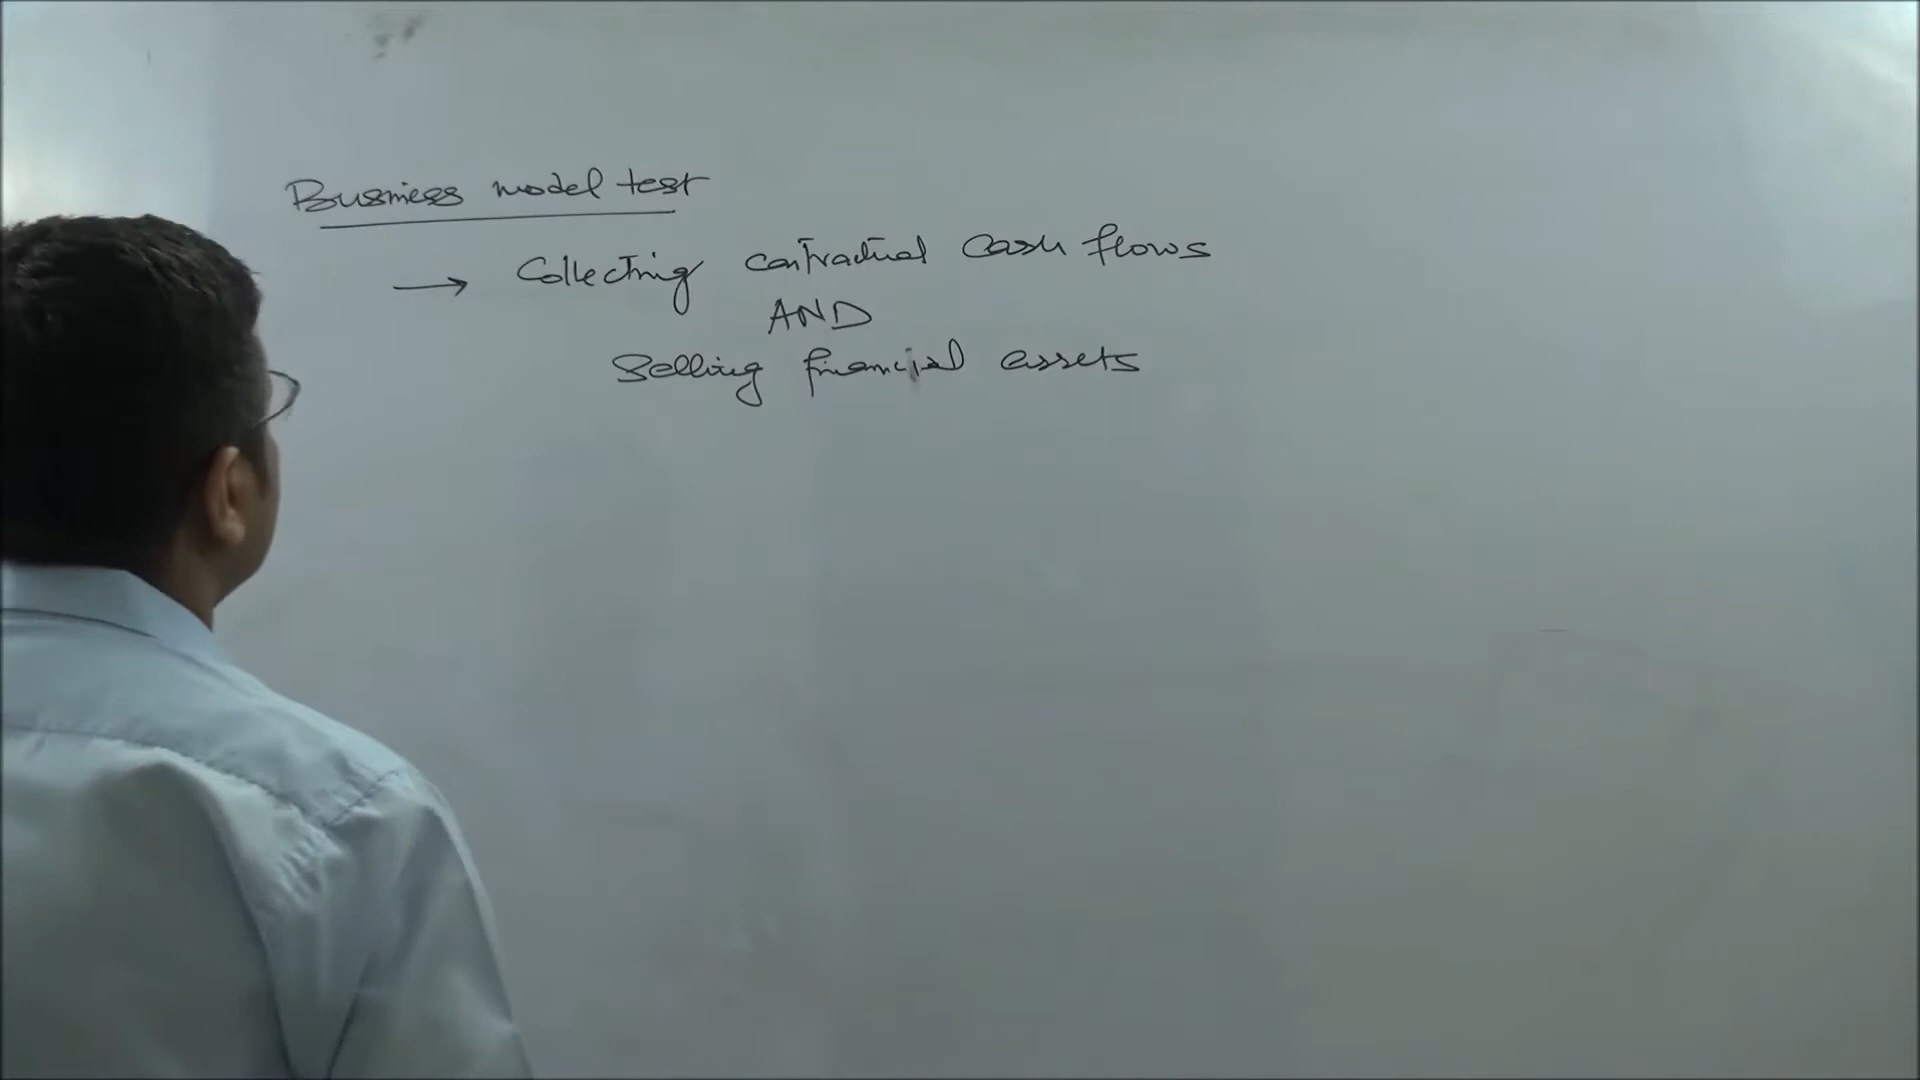 Business model test
→ Collecting contractual cash flows
AND
Selling financial assets